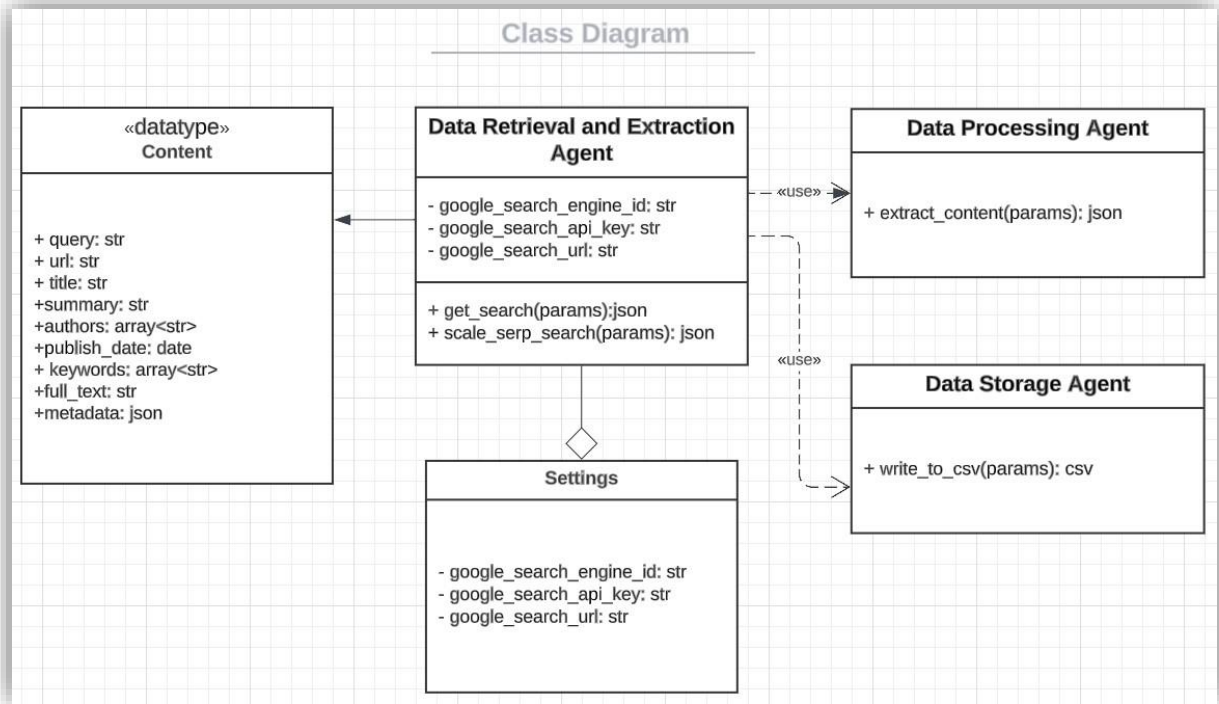 Class Diagram
«datatype»
Content
+ query: str
+ url: str
+ title: str
+summary: str
+authors: array<str>
+publish_date: date
+ keywords: array<str>
+full_text: str
+metadata: json
Data Retrieval and Extraction
Agent
- google_search_engine_id: str
- google_search_api_key: str
- google_search_url: str
+ get_search(params):json
+ scale_serp_search(params): json
«use»
«use»
Data Processing Agent
+ extract_content(params): json
Data Storage Agent
+ write_to_csv(params): csv
Settings
- google_search_engine_id: str
- google_search_api_key: str
- google_search_url: str